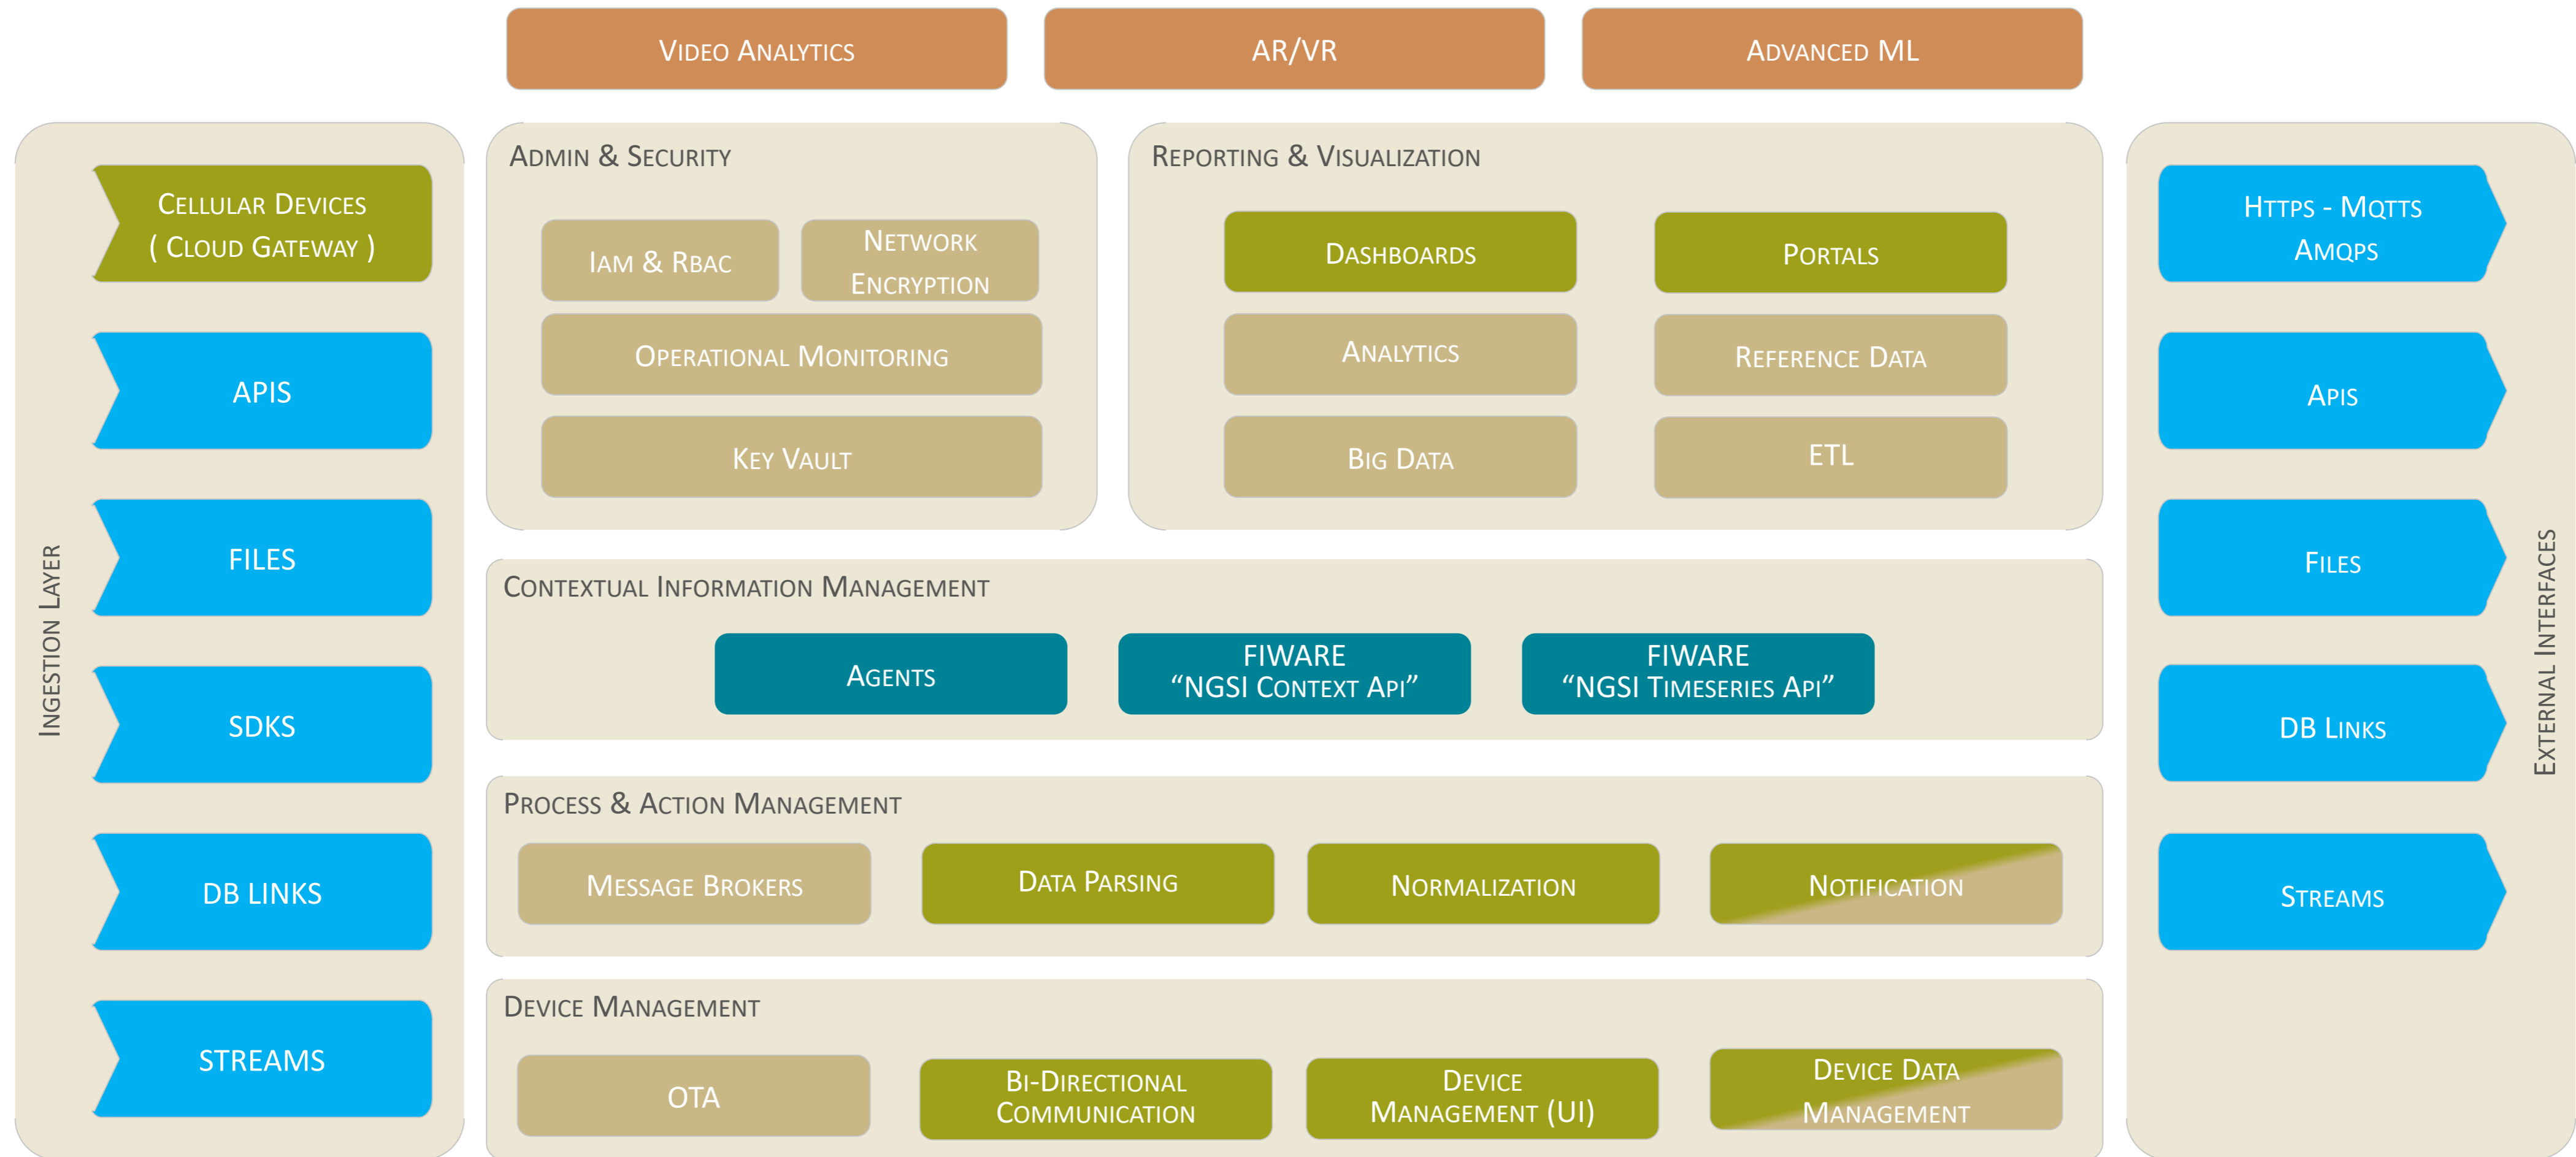 Video Analytics
AR/VR
Advanced ML
Ingestion Layer
Cellular Devices
( Cloud Gateway )
APIS
FILES
SDKS
DB LINKS
STREAMS
Admin & Security
Iam & Rbac
Network
Encryption
Operational Monitoring
Key Vault
Reporting & Visualization
Dashboards
Portals
Analytics
Reference Data
Big Data
ETL
Contextual Information Management
Agents
FIWARE
“NGSI Context Api”
FIWARE
“NGSI Timeseries Api”
Process & Action Management
Message Brokers
Data Parsing
Normalization
Notification
Device Management
OTA
Bi-Directional
Communication
Device
Management (UI)
Device Data
Management
External Interfaces
Https - Mqtts
Amqps
Apis
Files
DB Links
Streams